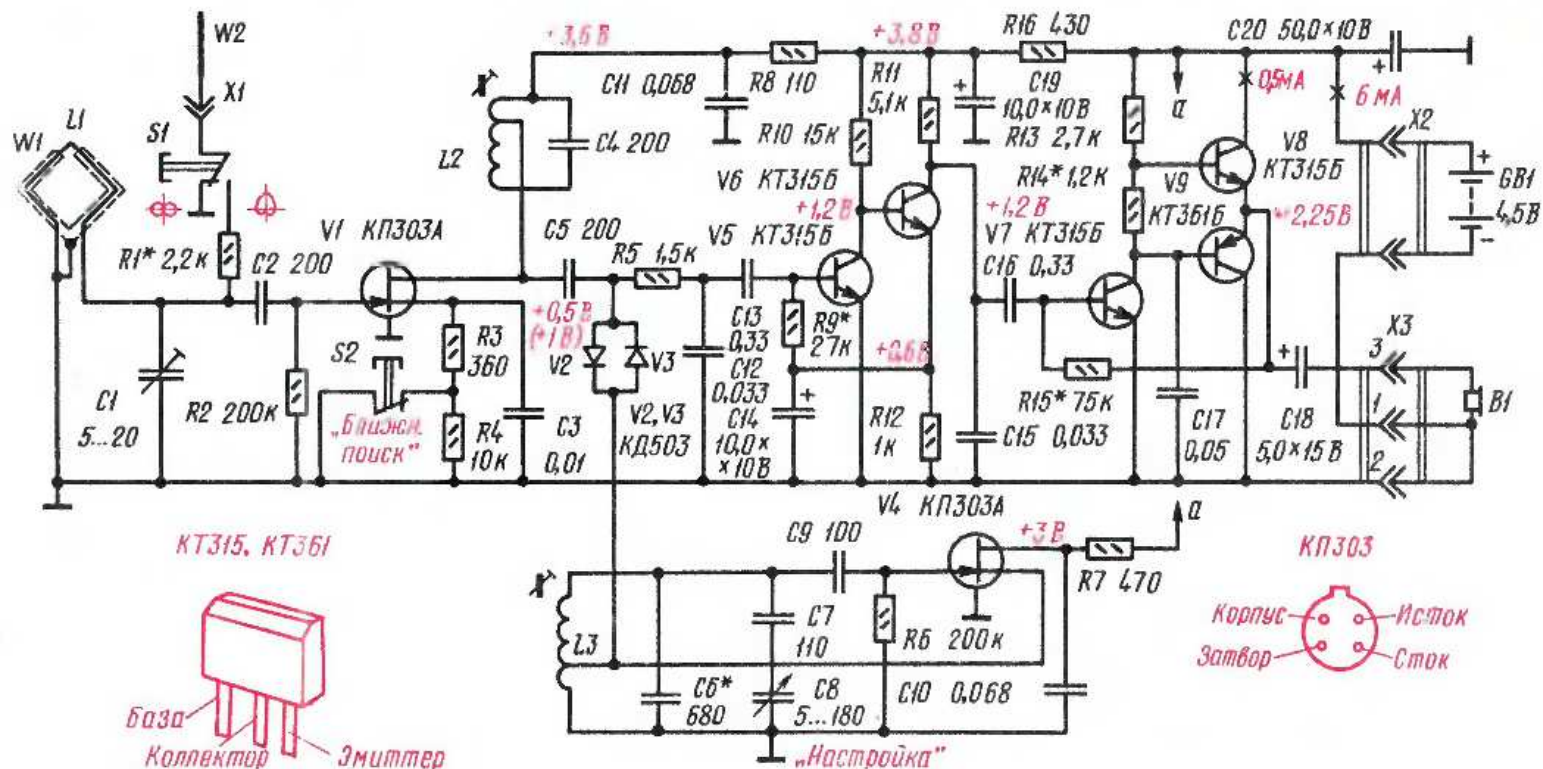 W2
X1
W1
L1
S1
R1* 2,2к
C2 200
V1 КП303А
C1
5...20
R2 200к
S2
„Ближн.
поиск"
R3
360
R4
10к
C3
0,01
+3,6 В
L2
C4 200
C11 0,068
R8 110
R10 15к
+3,8 В
R11
5,1к
C19
10,0×10В
R16 430
R13 2,7к
R14* 1,2к
a
C20 50,0×10В
+
0,5мА
6 мА
X2
V8
КТ315Б
GB1
4,5В
+
-
V6 КТ315Б
+1,2В
V5 КТ315Б
C5 200
R5 1,5к
+0,5В
(+1В)
V2
V3
V2,V3
КД503
C13
0,33
C12
0,033
C14
10,0×
×10В
+
R9*
27к
+0,6В
R12
1к
+1,2 В
V7 КТ315Б
C16 0,33
V9
КТ361Б
+2,25В
R15* 75к
C15 0,033
C17
0,05
+
C18
5,0×15В
X3
3
1
2
B1
V4 КП303А
C9 100
+3В
R7 470
a
L3
C7
110
C6*
680
C8
5...180
R6 200к
C10 0,068
„Настройка"
КТ315, КТ361
База
Коллектор
Эмиттер
КП303
Корпус
Исток
Затвор
Сток